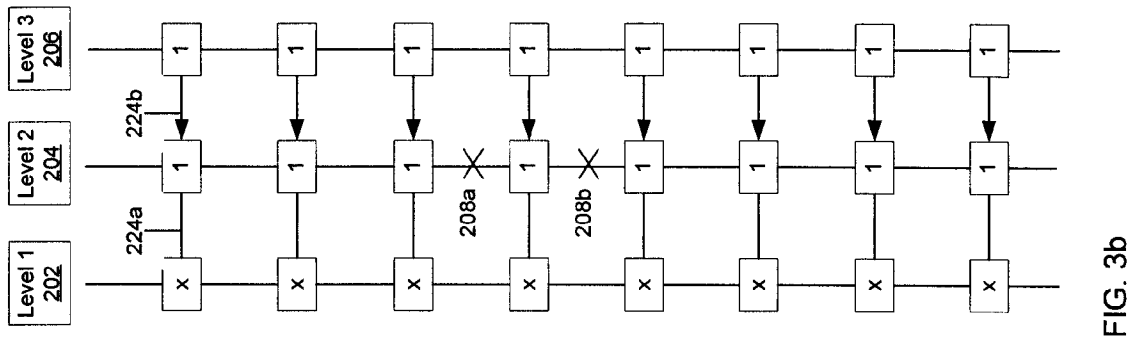 Level 1 Level 2 Level 3
202 204 206
224a 224b
x 1 1
x 1 1
x 1 1
208a
x 1 1
208b
x 1 1
x 1 1
x 1 1
x 1 1
FIG. 3b